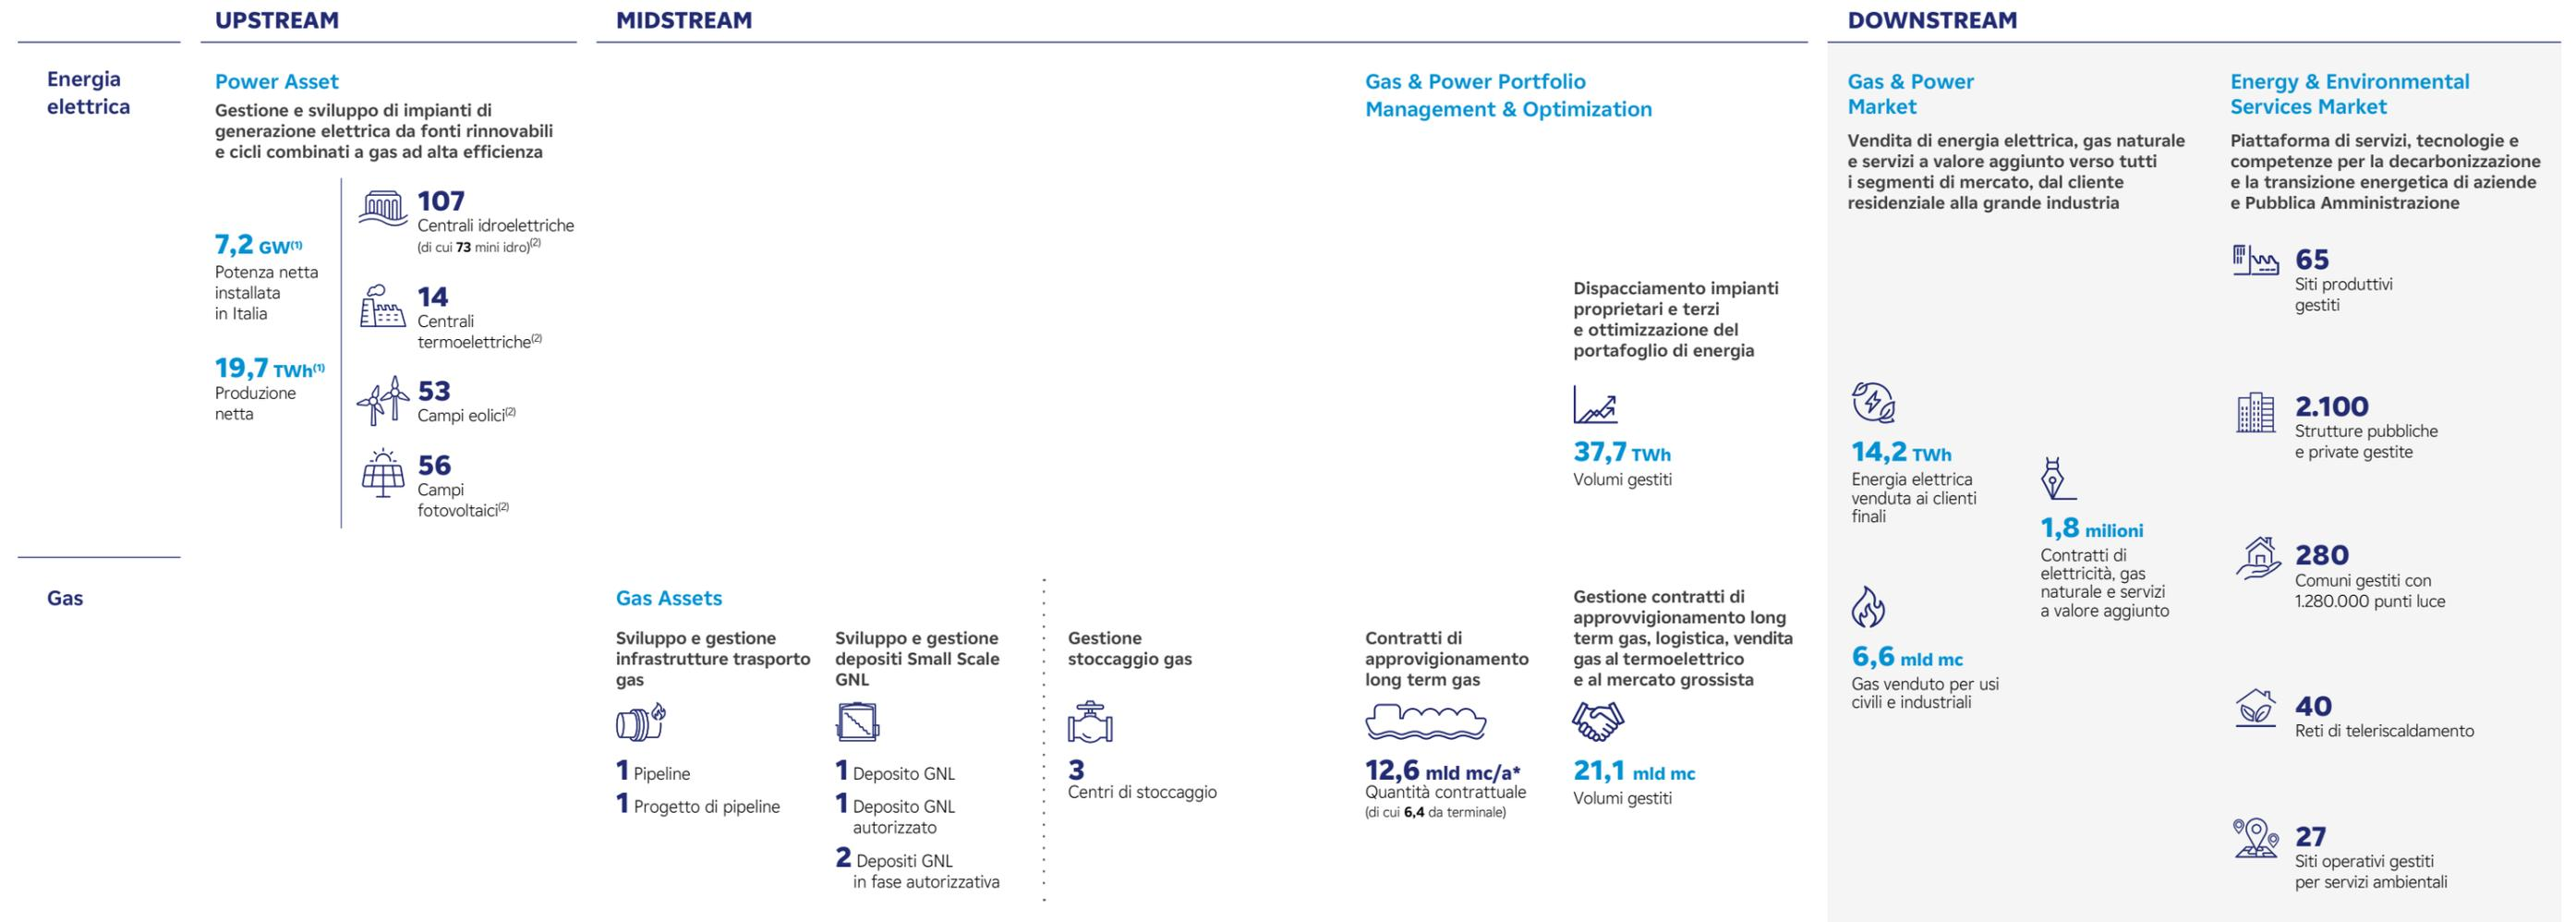 UPSTREAM
MIDSTREAM
DOWNSTREAM
Energia
elettrica
Power Asset
Gestione e sviluppo di impianti di
generazione elettrica da fonti rinnovabili
e cicli combinati a gas ad alta efficienza
7,2 GW(1)
Potenza netta
installata
in Italia
19,7 TWh(1)
Produzione
netta
107
Centrali idroelettriche
(di cui 73 mini idro)(2)
14
Centrali
termoelettriche(2)
53
Campi eolici(2)
56
Campi
fotovoltaici(2)
Gas & Power Portfolio
Management & Optimization
Dispacciamento impianti
proprietari e terzi
e ottimizzazione del
portafoglio di energia
37,7 TWh
Volumi gestiti
Gas & Power
Market
Vendita di energia elettrica, gas naturale
e servizi a valore aggiunto verso tutti
i segmenti di mercato, dal cliente
residenziale alla grande industria
14,2 TWh
Energia elettrica
venduta ai clienti
finali
1,8 milioni
Contratti di
elettricità, gas
naturale e servizi
a valore aggiunto
6,6 mld mc
Gas venduto per usi
civili e industriali
Energy & Environmental
Services Market
Piattaforma di servizi, tecnologie e
competenze per la decarbonizzazione
e la transizione energetica di aziende
e Pubblica Amministrazione
65
Siti produttivi
gestiti
2.100
Strutture pubbliche
e private gestite
280
Comuni gestiti con
1.280.000 punti luce
40
Reti di teleriscaldamento
27
Siti operativi gestiti
per servizi ambientali
Gas
Gas Assets
Sviluppo e gestione
infrastrutture trasporto
gas
1 Pipeline
1 Progetto di pipeline
Sviluppo e gestione
depositi Small Scale
GNL
1 Deposito GNL
1 Deposito GNL
autorizzato
2 Depositi GNL
in fase autorizzativa
Gestione
stoccaggio gas
3
Centri di stoccaggio
Contratti di
approvigionamento
long term gas
12,6 mld mc/a*
Quantità contrattuale
(di cui 6,4 da terminale)
Gestione contratti di
approvvigionamento long
term gas, logistica, vendita
gas al termoelettrico
e al mercato grossista
21,1 mld mc
Volumi gestiti